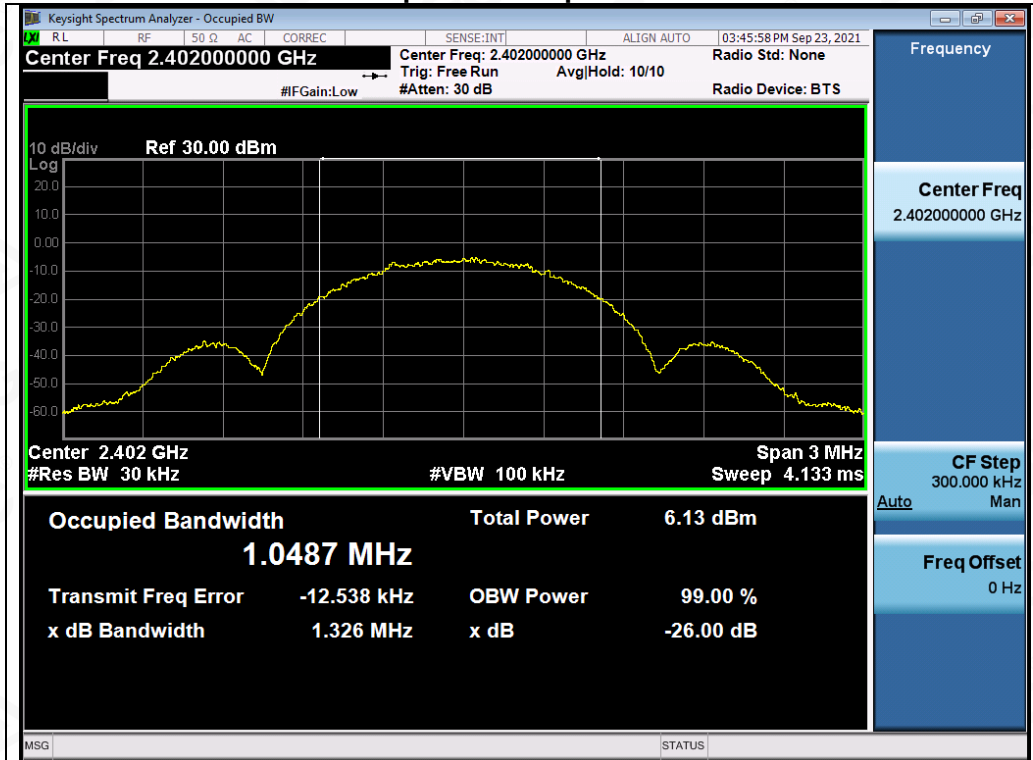 Keysight Spectrum Analyzer - Occupied BW
LXI RL RF 50 Ω AC CORREC SENSE:INT ALIGN AUTO 03:45:58 PM Sep 23, 2021
Center Freq 2.402000000 GHz
Center Freq: 2.402000000 GHz
Radio Std: None
Trig: Free Run Avg|Hold: 10/10
#IFGain:Low #Atten: 30 dB
Radio Device: BTS
10 dB/div Ref 30.00 dBm
Log
20.0
10.0
0.00
-10.0
-20.0
-30.0
-40.0
-50.0
-60.0
Center 2.402 GHz Span 3 MHz
#Res BW 30 kHz #VBW 100 kHz Sweep 4.133 ms
Occupied Bandwidth Total Power 6.13 dBm
1.0487 MHz
Transmit Freq Error -12.538 kHz OBW Power 99.00 %
x dB Bandwidth 1.326 MHz x dB -26.00 dB
Frequency
Center Freq
2.402000000 GHz
CF Step
300.000 kHz
Auto Man
Freq Offset
0 Hz
MSG STATUS